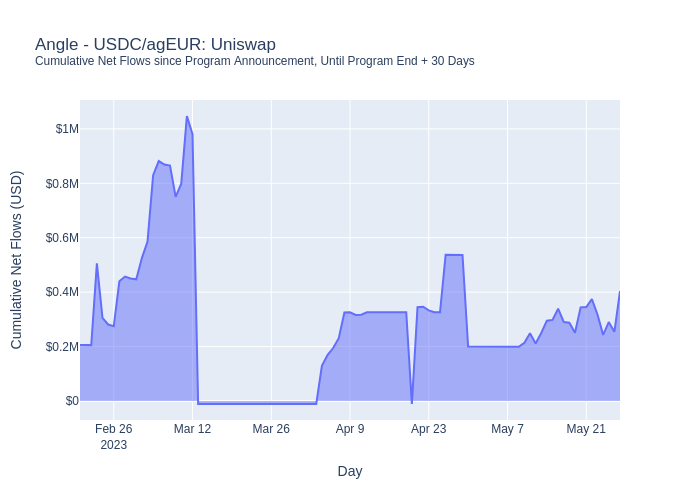 Angle - USDC/agEUR: Uniswap
Cumulative Net Flows since Program Announcement, Until Program End + 30 Days
Cumulative Net Flows (USD)
$1M
$0.8M
$0.6M
$0.4M
$0.2M
$0
Feb 26 Mar 12 Mar 26 Apr 9 Apr 23 May 7 May 21
2023
Day